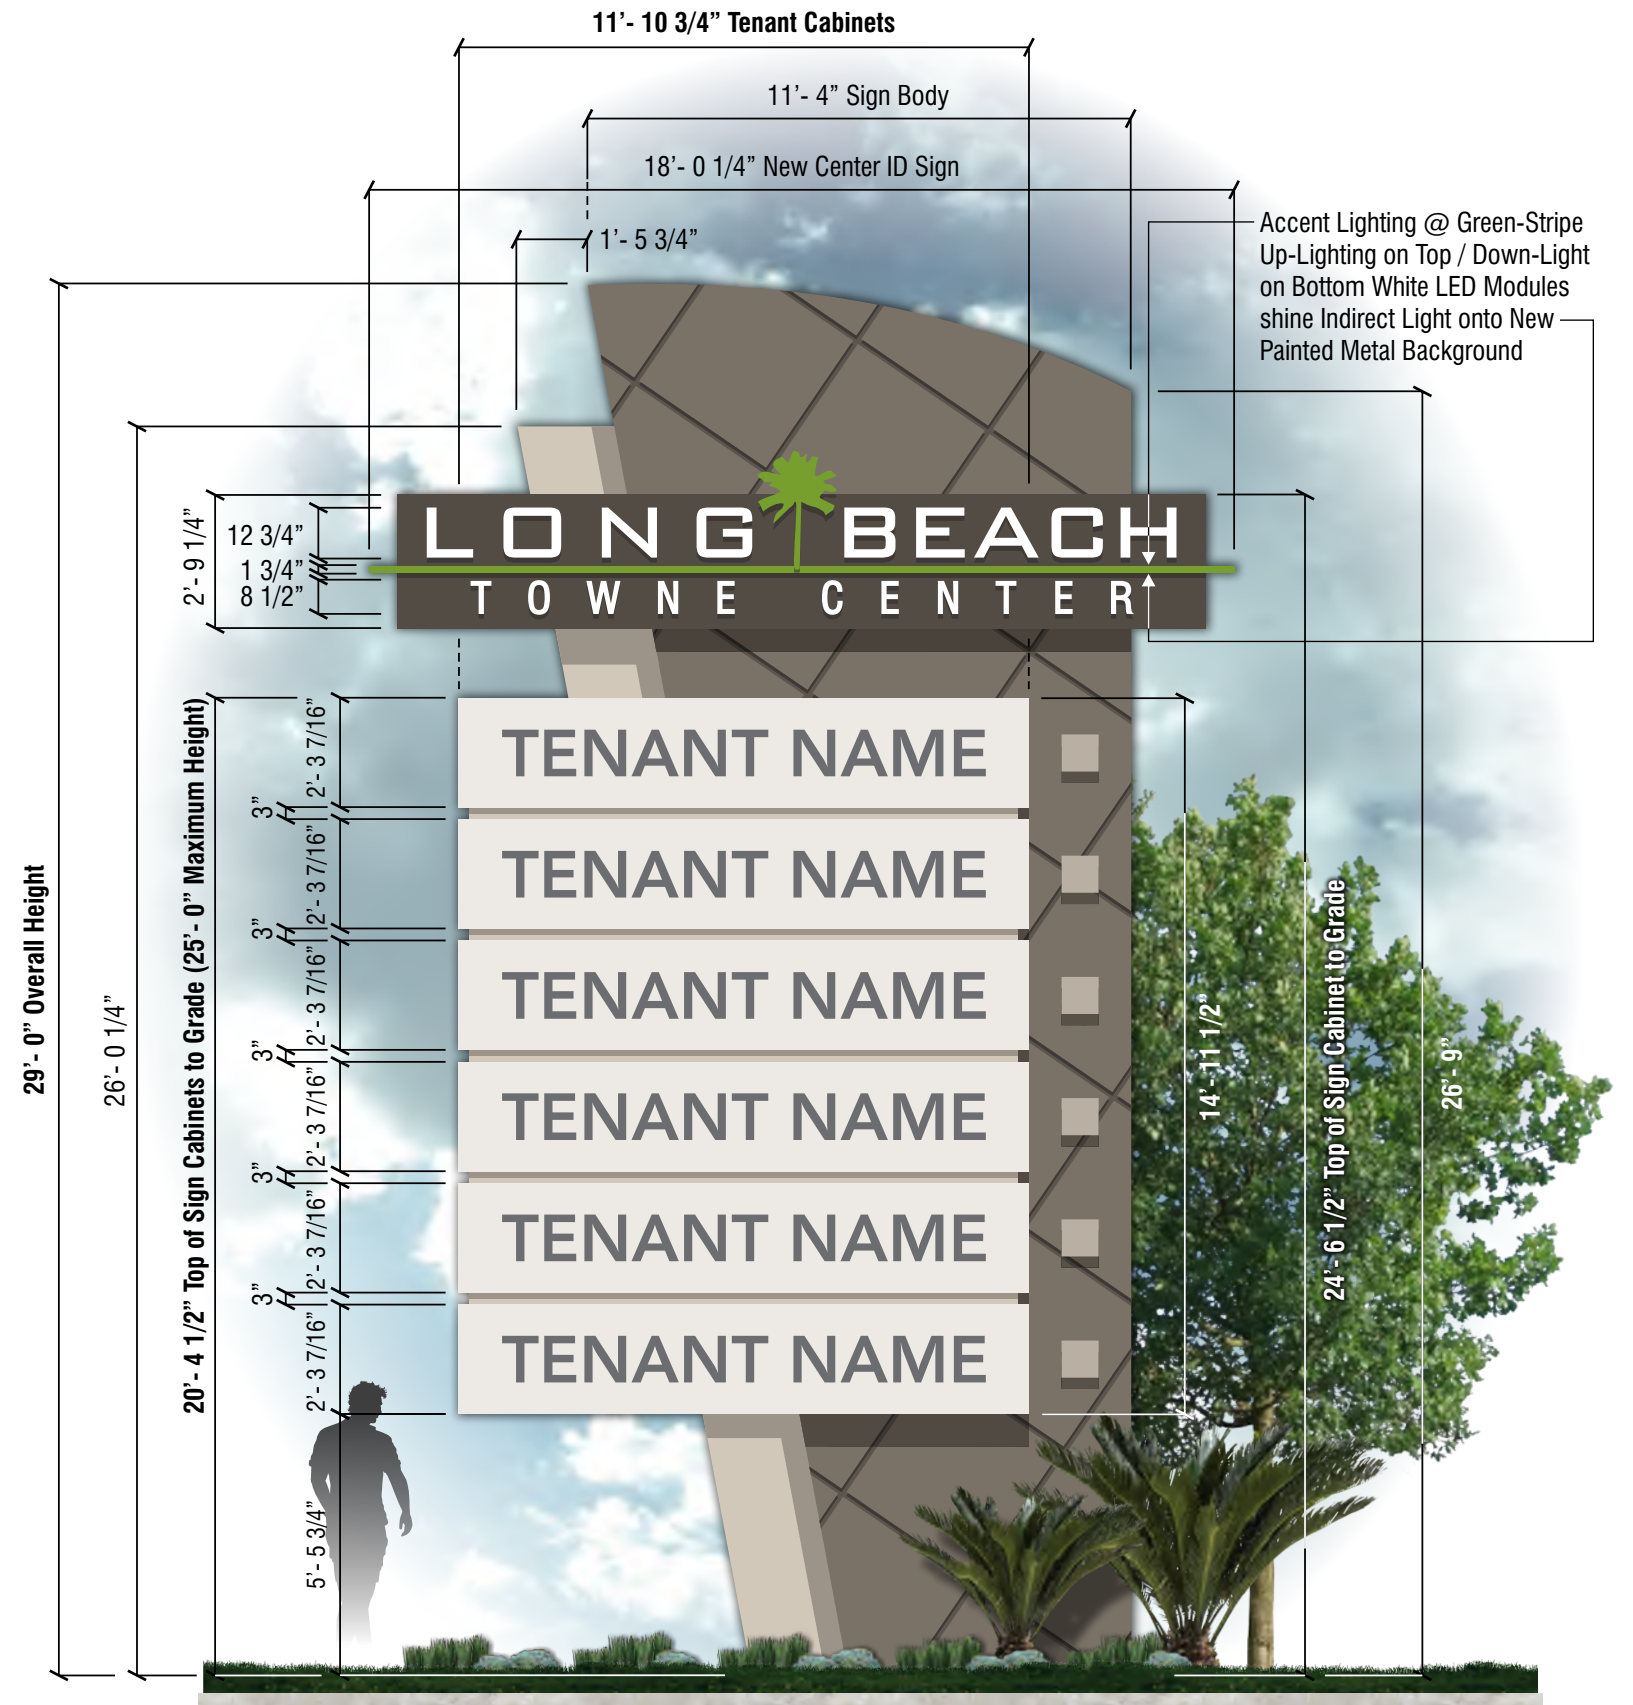 11’- 10 3/4” Tenant Cabinets
11’- 4” Sign Body
18’- 0 1/4” New Center ID Sign
1’- 5 3/4”
Accent Lighting @ Green-Stripe
Up-Lighting on Top / Down-Light
on Bottom White LED Modules
shine Indirect Light onto New
Painted Metal Background
29’- 0” Overall Height
26’- 0 1/4”
2’- 9 1/4”
12 3/4”
1 3/4”
8 1/2”
LONG BEACH
TOWNE CENTER
20’- 4 1/2” Top of Sign Cabinets to Grade (25’- 0” Maximum Height)
2’- 3 7/16”
3”
2’- 3 7/16”
3”
2’- 3 7/16”
3”
2’- 3 7/16”
3”
2’- 3 7/16”
3”
2’- 3 7/16”
5’- 5 3/4”
TENANT NAME
TENANT NAME
TENANT NAME
TENANT NAME
TENANT NAME
TENANT NAME
14’- 11 1/2”
24’- 6 1/2” Top of Sign Cabinet to Grade
26’- 9”